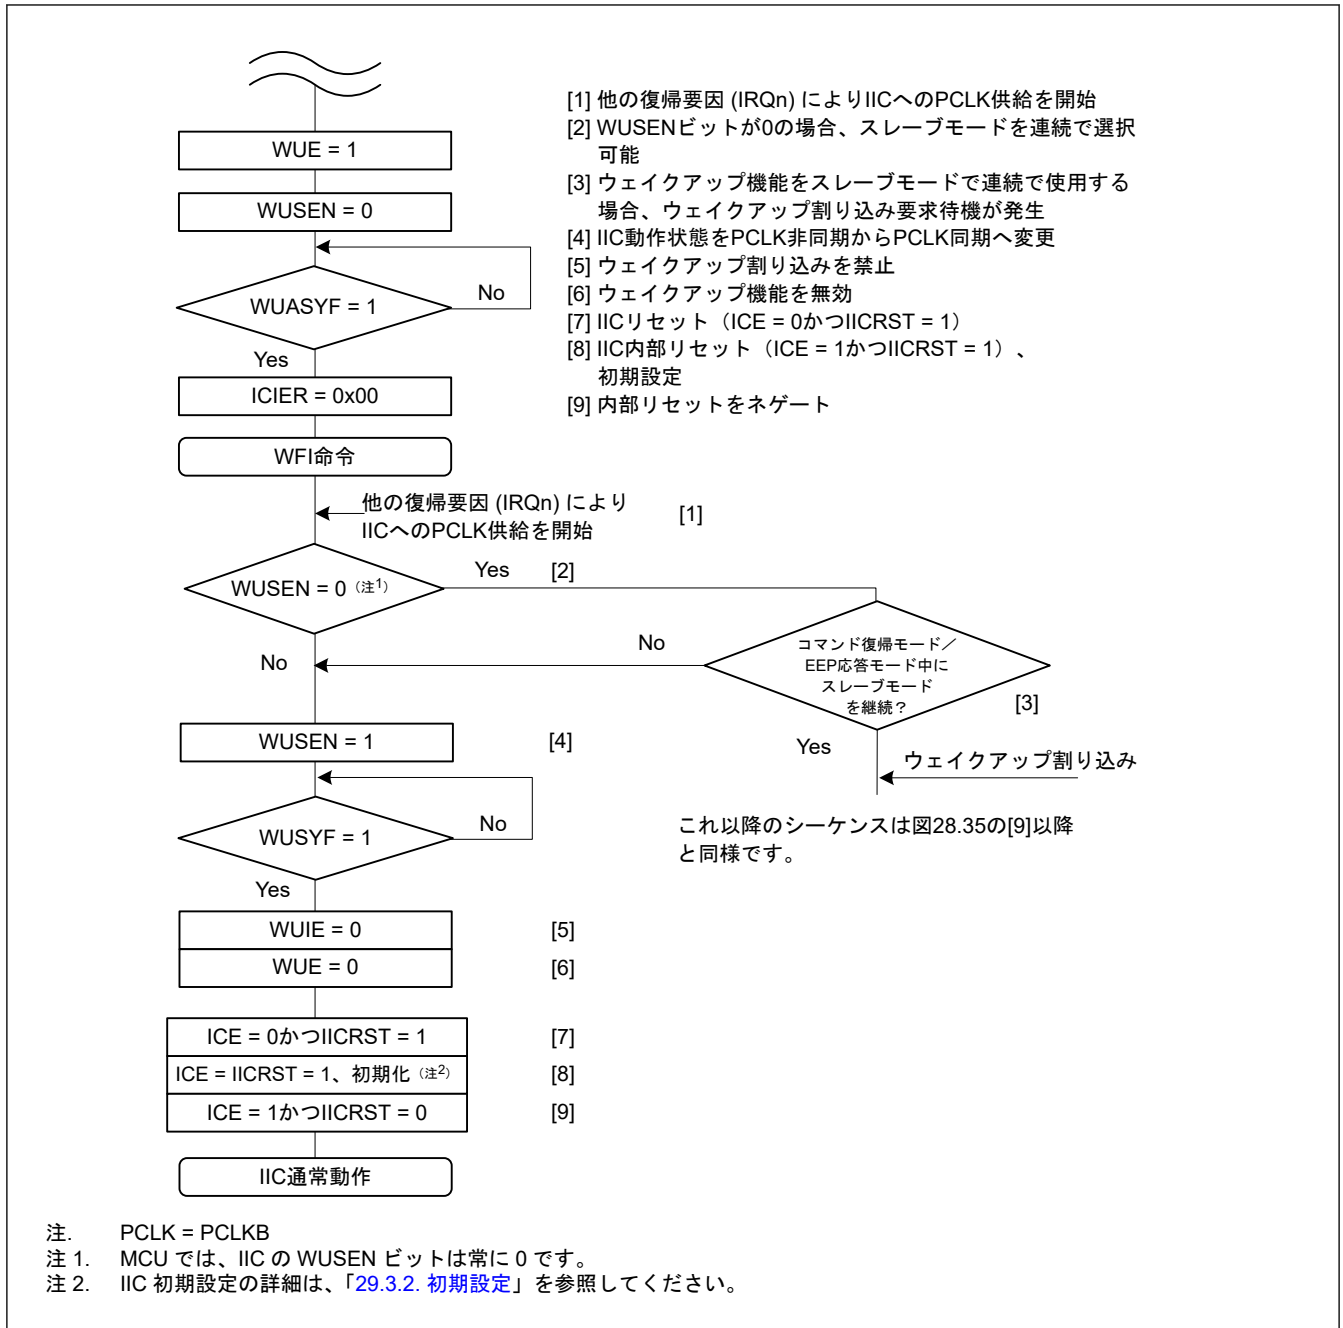 [1] 他の復帰要因 (IRQn) によりIICへのPCLK供給を開始
[2] WUSENビットが0の場合、スレーブモードを連続で選択
可能
[3] ウェイクアップ機能をスレーブモードで連続で使用する
場合、ウェイクアップ割り込み要求待機が発生
[4] IIC動作状態をPCLK非同期からPCLK同期へ変更
[5] ウェイクアップ割り込みを禁止
[6] ウェイクアップ機能を無効
[7] IICリセット（ICE = 0かつIICRST = 1）
[8] IIC内部リセット（ICE = 1かつIICRST = 1）、
初期設定
[9] 内部リセットをネゲート
WUE = 1
WUSEN = 0
WUASYF = 1
No
Yes
ICIER = 0x00
WFI命令
他の復帰要因 (IRQn) により
IICへのPCLK供給を開始
[1]
WUSEN = 0（注1）
Yes [2]
No
コマンド復帰モード／
EEP応答モード中に
スレーブモード
を継続？
[3]
No
Yes
ウェイクアップ割り込み
これ以降のシーケンスは図28.35の[9]以降
と同様です。
WUSEN = 1 [4]
WUSYF = 1
No
Yes
WUIE = 0 [5]
WUE = 0 [6]
ICE = 0かつIICRST = 1 [7]
ICE = IICRST = 1、初期化（注2） [8]
ICE = 1かつIICRST = 0 [9]
IIC通常動作
注. PCLK = PCLKB
注 1. MCU では、IIC の WUSEN ビットは常に 0 です。
注 2. IIC 初期設定の詳細は、「29.3.2. 初期設定」を参照してください。